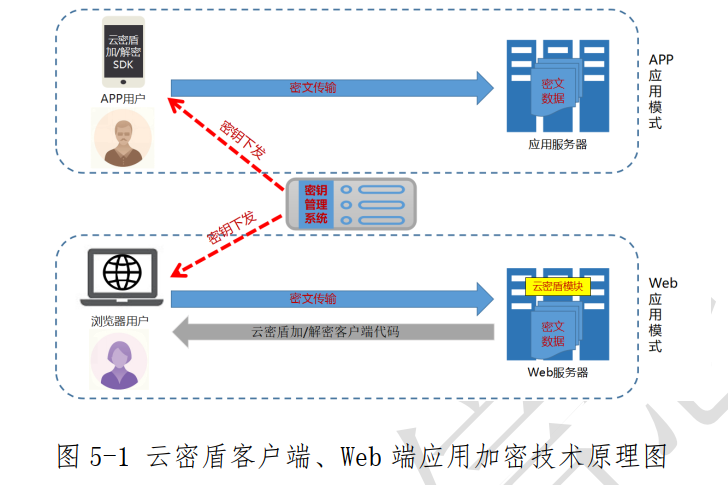 云密盾
加/解密
SDK
APP用户
密文传输
密文
数据
应用服务器
APP
应
用
模
式
密钥下发
密钥
管理
系统
密钥下发
浏览器用户
密文传输
云密盾加/解密客户端代码
云密盾模块
密文
数据
Web服务器
Web
应
用
模
式
图 5-1 云密盾客户端、Web 端应用加密技术原理图